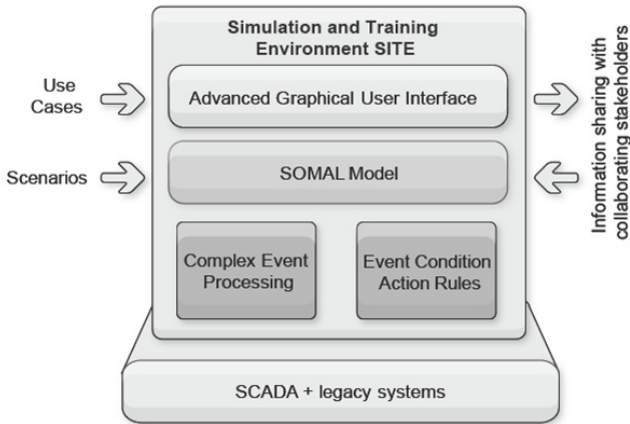 Simulation and Training
Environment SITE
Use
Cases
Advanced Graphical User Interface
Scenarios
SOMAL Model
Complex Event
Processing
Event Condition
Action Rules
SCADA + legacy systems
Information sharing with
collaborating stakeholders